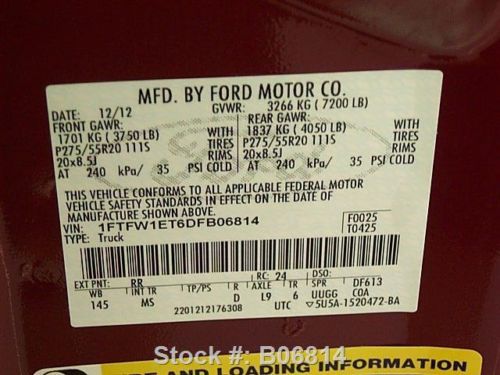 MFD. BY FORD MOTOR CO.
DATE: 12/12 GVWR: 3266 KG ( 7200 LB)
FRONT GAWR: REAR GAWR:
1701 KG ( 3750 LB) WITH 1837 KG ( 4050 LB) WITH
P275/55R20 111S TIRES P275/55R20 111S TIRES
20x8.5J RIMS 20x8.5J RIMS
AT 240 kPa/ 35 PSI COLD AT 240 kPa/ 35 PSI COLD
THIS VEHICLE CONFORMS TO ALL APPLICABLE FEDERAL MOTOR
VEHICLE SAFETY STANDARDS IN EFFECT ON THE DATE OF
MANUFACTURE SHOWN ABOVE.
VIN: 1FTFW1ET6DFB06814 F0025
TYPE: Truck T0425
EXT PNT: RR RC: 24 DSO: DF613
WB INT TR TP/PS R AXLE TR SPR COA
145 MS D L9 6 UUGG
2201212176308 UTC ▽5U5A-1520472-BA
Stock #: B06814
TIRE AND LOADING INFORMATION